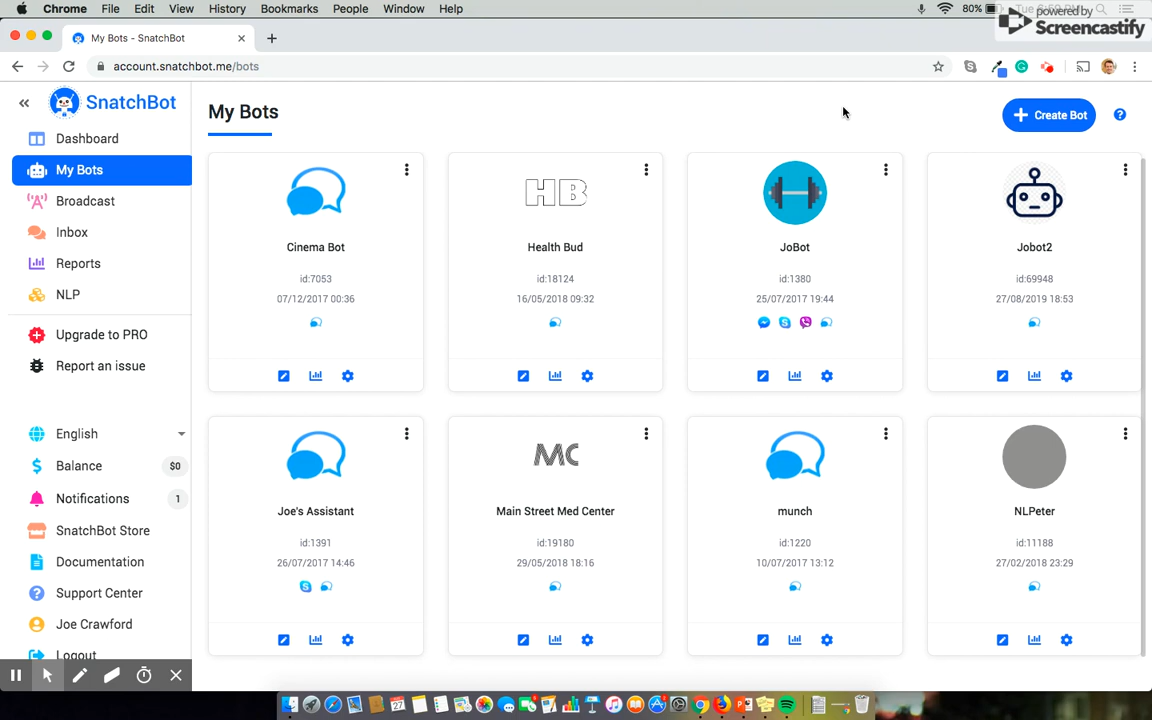 Chrome File Edit View History Bookmarks People Window Help 80%
powered by
Screencastify
My Bots - SnatchBot
account.snatchbot.me/bots
SnatchBot
Dashboard
My Bots
Broadcast
Inbox
Reports
NLP
Upgrade to PRO
Report an issue
English
Balance $0
Notifications 1
SnatchBot Store
Documentation
Support Center
Joe Crawford
Logout
My Bots
Create Bot
Cinema Bot
id:7053
07/12/2017 00:36
HB
Health Bud
id:18124
16/05/2018 09:32
JoBot
id:1380
25/07/2017 19:44
Jobot2
id:69948
27/08/2019 18:53
Joe's Assistant
id:1391
26/07/2017 14:46
MC
Main Street Med Center
id:19180
29/05/2018 18:16
munch
id:1220
10/07/2017 13:12
NLPeter
id:11188
27/02/2018 23:29